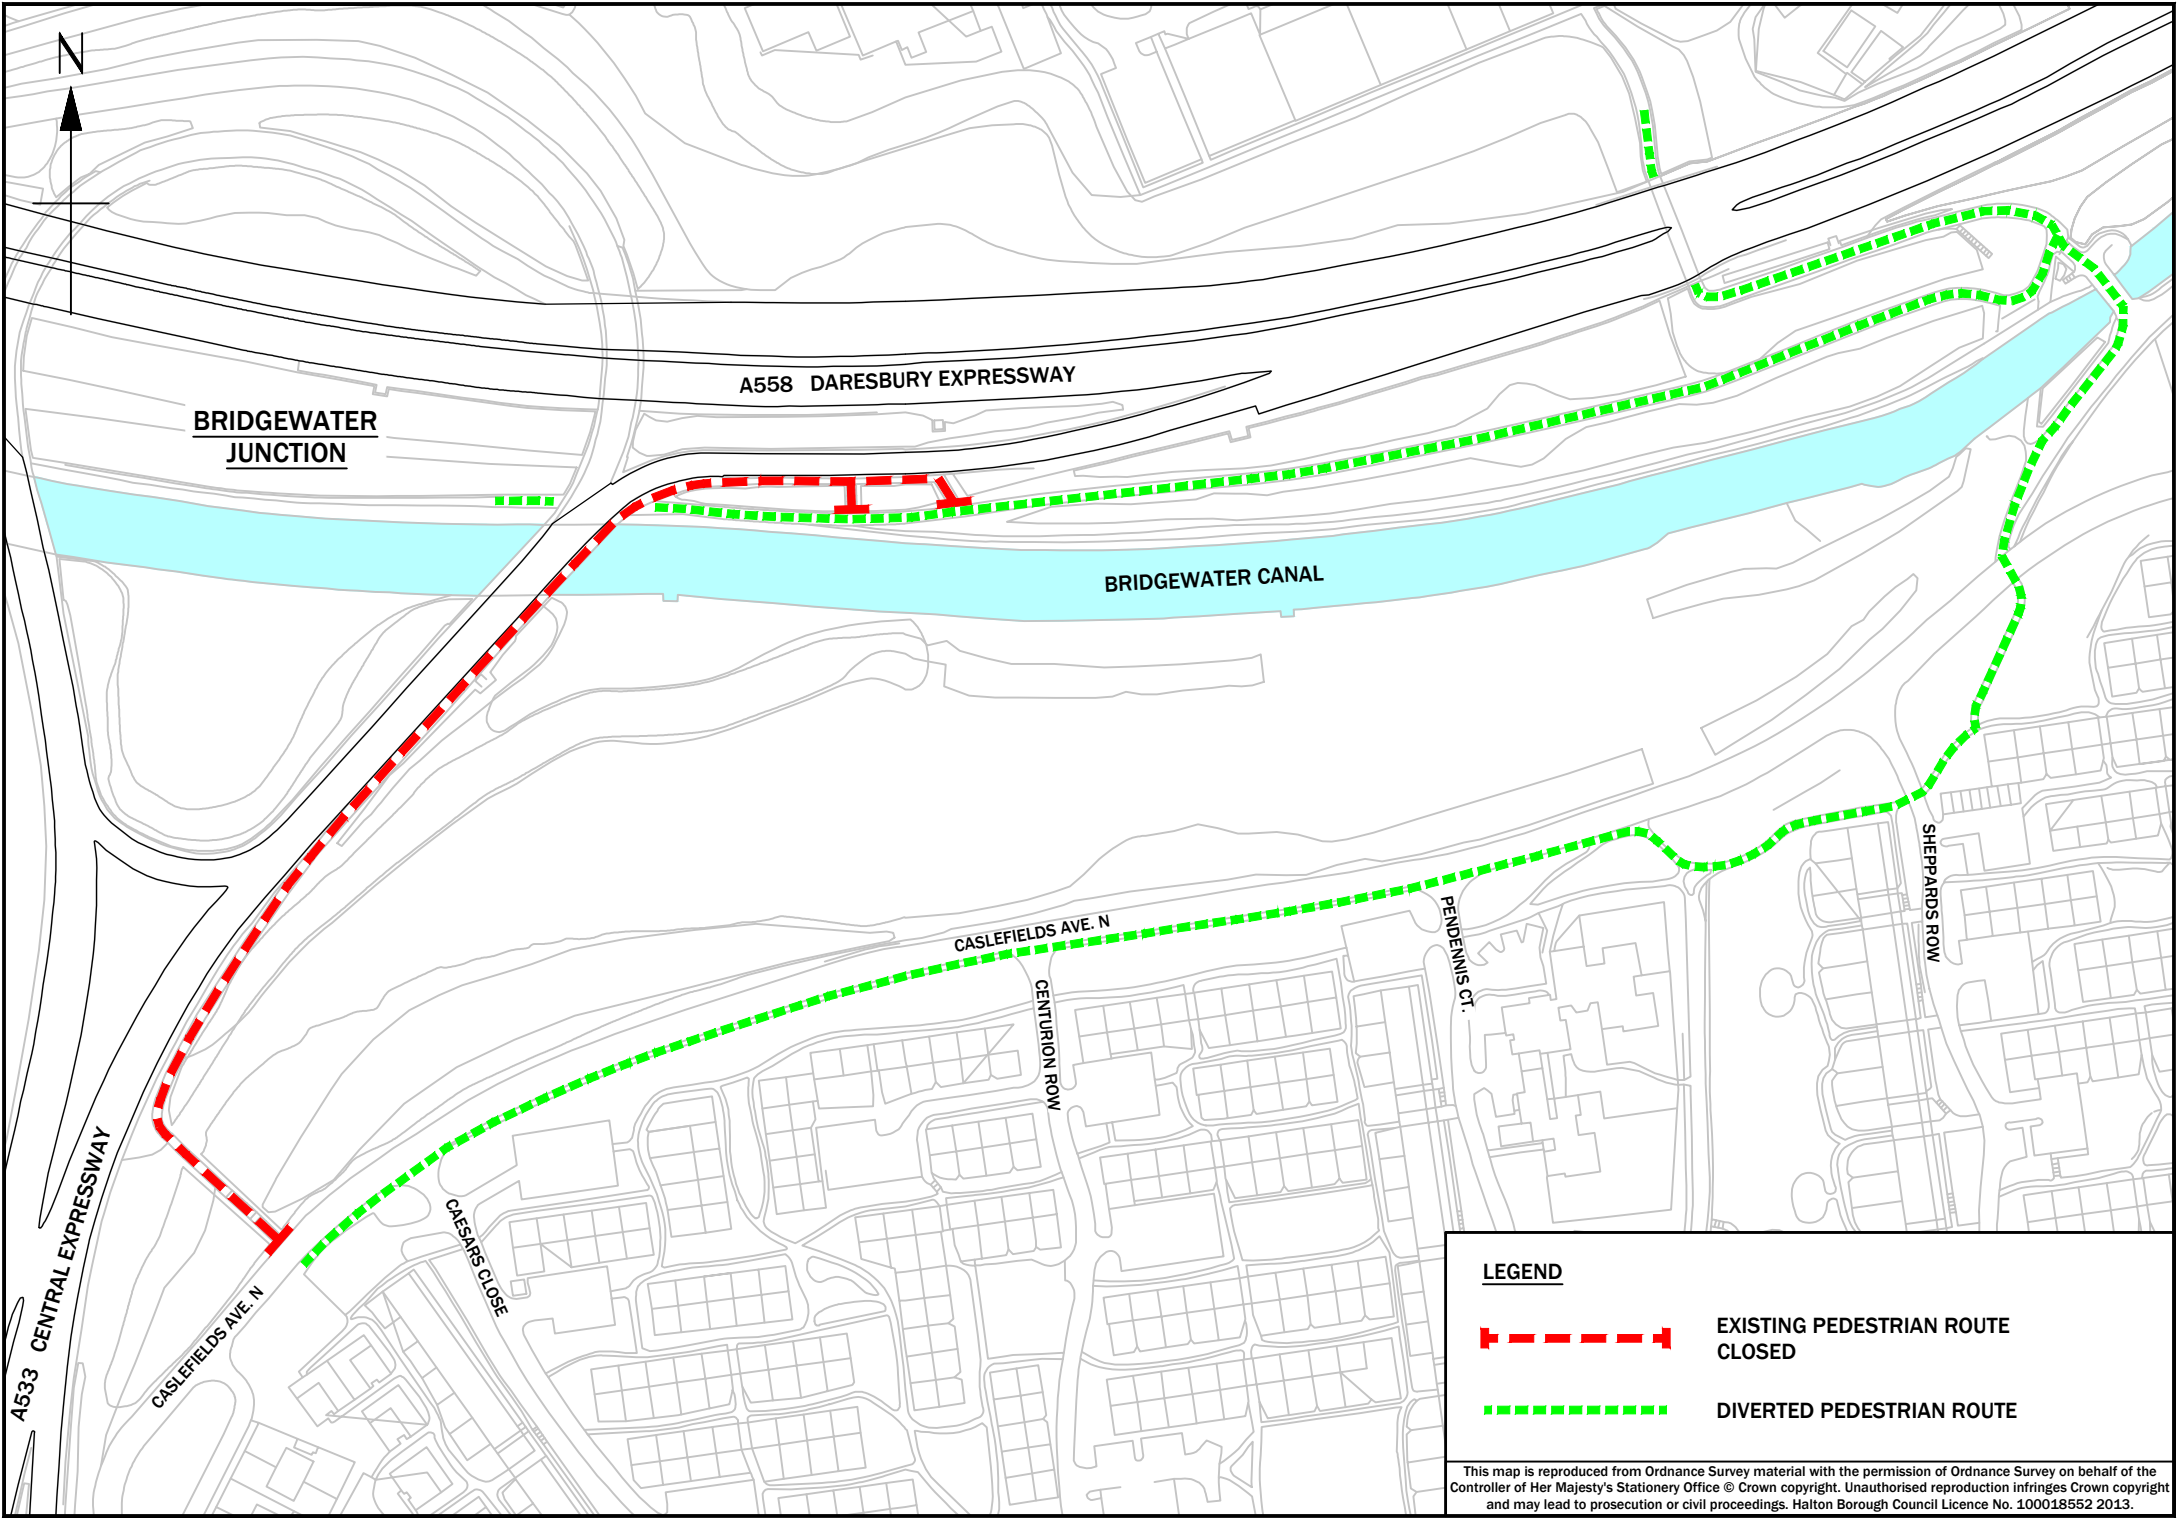 N
A558 DARESBURY EXPRESSWAY
BRIDGEWATER
JUNCTION
BRIDGEWATER CANAL
CASLEFIELDS AVE. N
PENDENNIS CT.
SHEPPARDS ROW
CENTURION ROW
CAESARS CLOSE
CASLEFIELDS AVE. N
A533 CENTRAL EXPRESSWAY
LEGEND
EXISTING PEDESTRIAN ROUTE
CLOSED
DIVERTED PEDESTRIAN ROUTE
This map is reproduced from Ordnance Survey material with the permission of Ordnance Survey on behalf of the
Controller of Her Majesty's Stationery Office © Crown copyright. Unauthorised reproduction infringes Crown copyright
and may lead to prosecution or civil proceedings. Halton Borough Council Licence No. 100018552 2013.